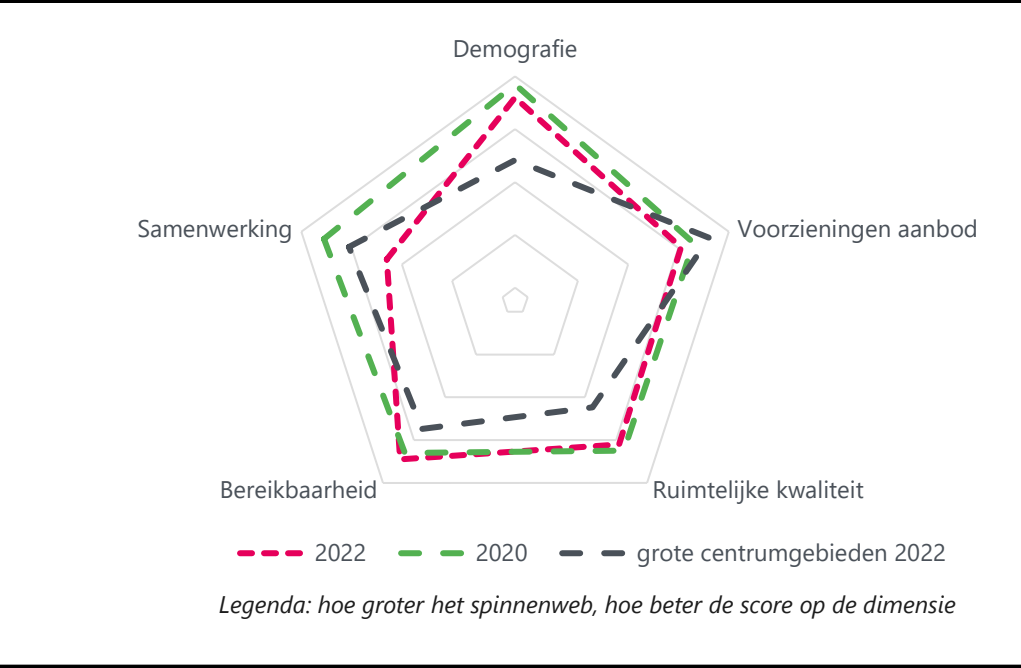 Demografie
Samenwerking
Voorzieningen aanbod
Bereikbaarheid
Ruimtelijke kwaliteit
2022
2020
grote centrumgebieden 2022
Legenda: hoe groter het spinnenweb, hoe beter de score op de dimensie